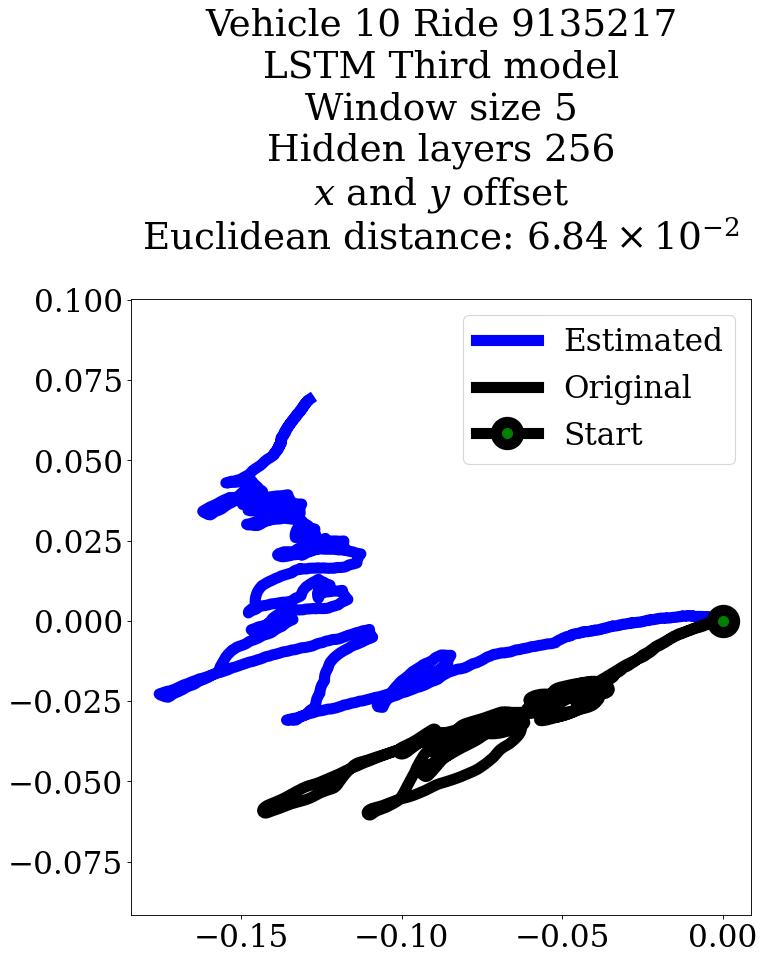 Vehicle 10 Ride 9135217
LSTM Third model
Window size 5
Hidden layers 256
x and y offset
Euclidean distance: 6.84 × 10⁻²
0.100
0.075
0.050
0.025
0.000
−0.025
−0.050
−0.075
Estimated
Original
Start
−0.15 −0.10 −0.05 0.00